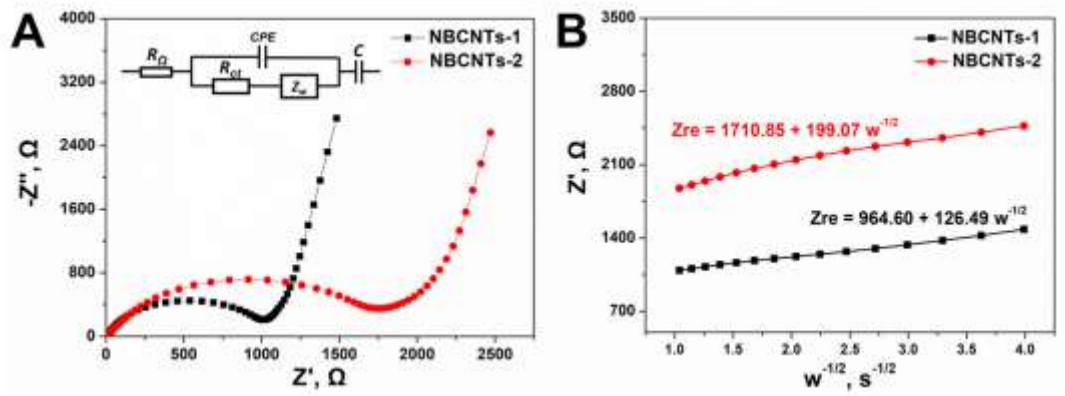 A
4000
3200
2400
1600
800
0
-Z'', Ω
0
500
1000
1500
2000
2500
Z', Ω
NBCNTs-1
NBCNTs-2
RΩ
CPE
Rct
Zw
C
B
3500
2800
2100
1400
700
Z', Ω
1.0
1.5
2.0
2.5
3.0
3.5
4.0
w^-1/2, s^-1/2
NBCNTs-1
NBCNTs-2
Zre = 1710.85 + 199.07 w^-1/2
Zre = 964.60 + 126.49 w^-1/2